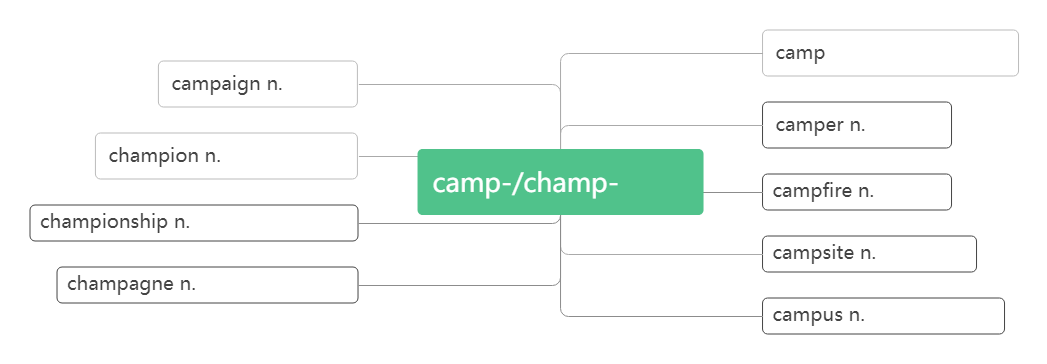 camp-/champ-
camp
camper n.
campfire n.
campsite n.
campus n.
campaign n.
champion n.
championship n.
champagne n.